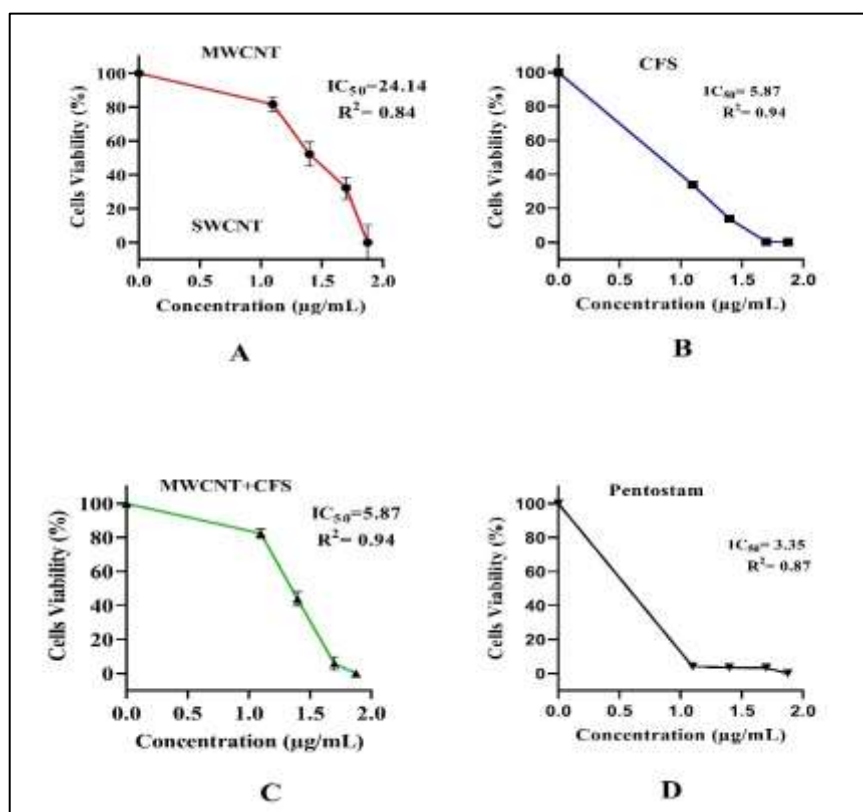 MWCNT
IC50=24.14
R2= 0.84
SWCNT
Cells Viability (%)
100
80
60
40
20
0
0.0 0.5 1.0 1.5 2.0
Concentration (µg/mL)
A
CFS
IC50= 5.87
R2= 0.94
Cells Viability (%)
100
80
60
40
20
0
0.0 0.5 1.0 1.5 2.0
Concentration (µg/mL)
B
MWCNT+CFS
IC50=5.87
R2= 0.94
Cells Viability (%)
100
80
60
40
20
0
0.0 0.5 1.0 1.5 2.0
Concentration (µg/mL)
C
Pentostam
IC50= 3.35
R2= 0.87
Cells Viability (%)
100
80
60
40
20
0
0.0 0.5 1.0 1.5 2.0
Concentration (µg/mL)
D